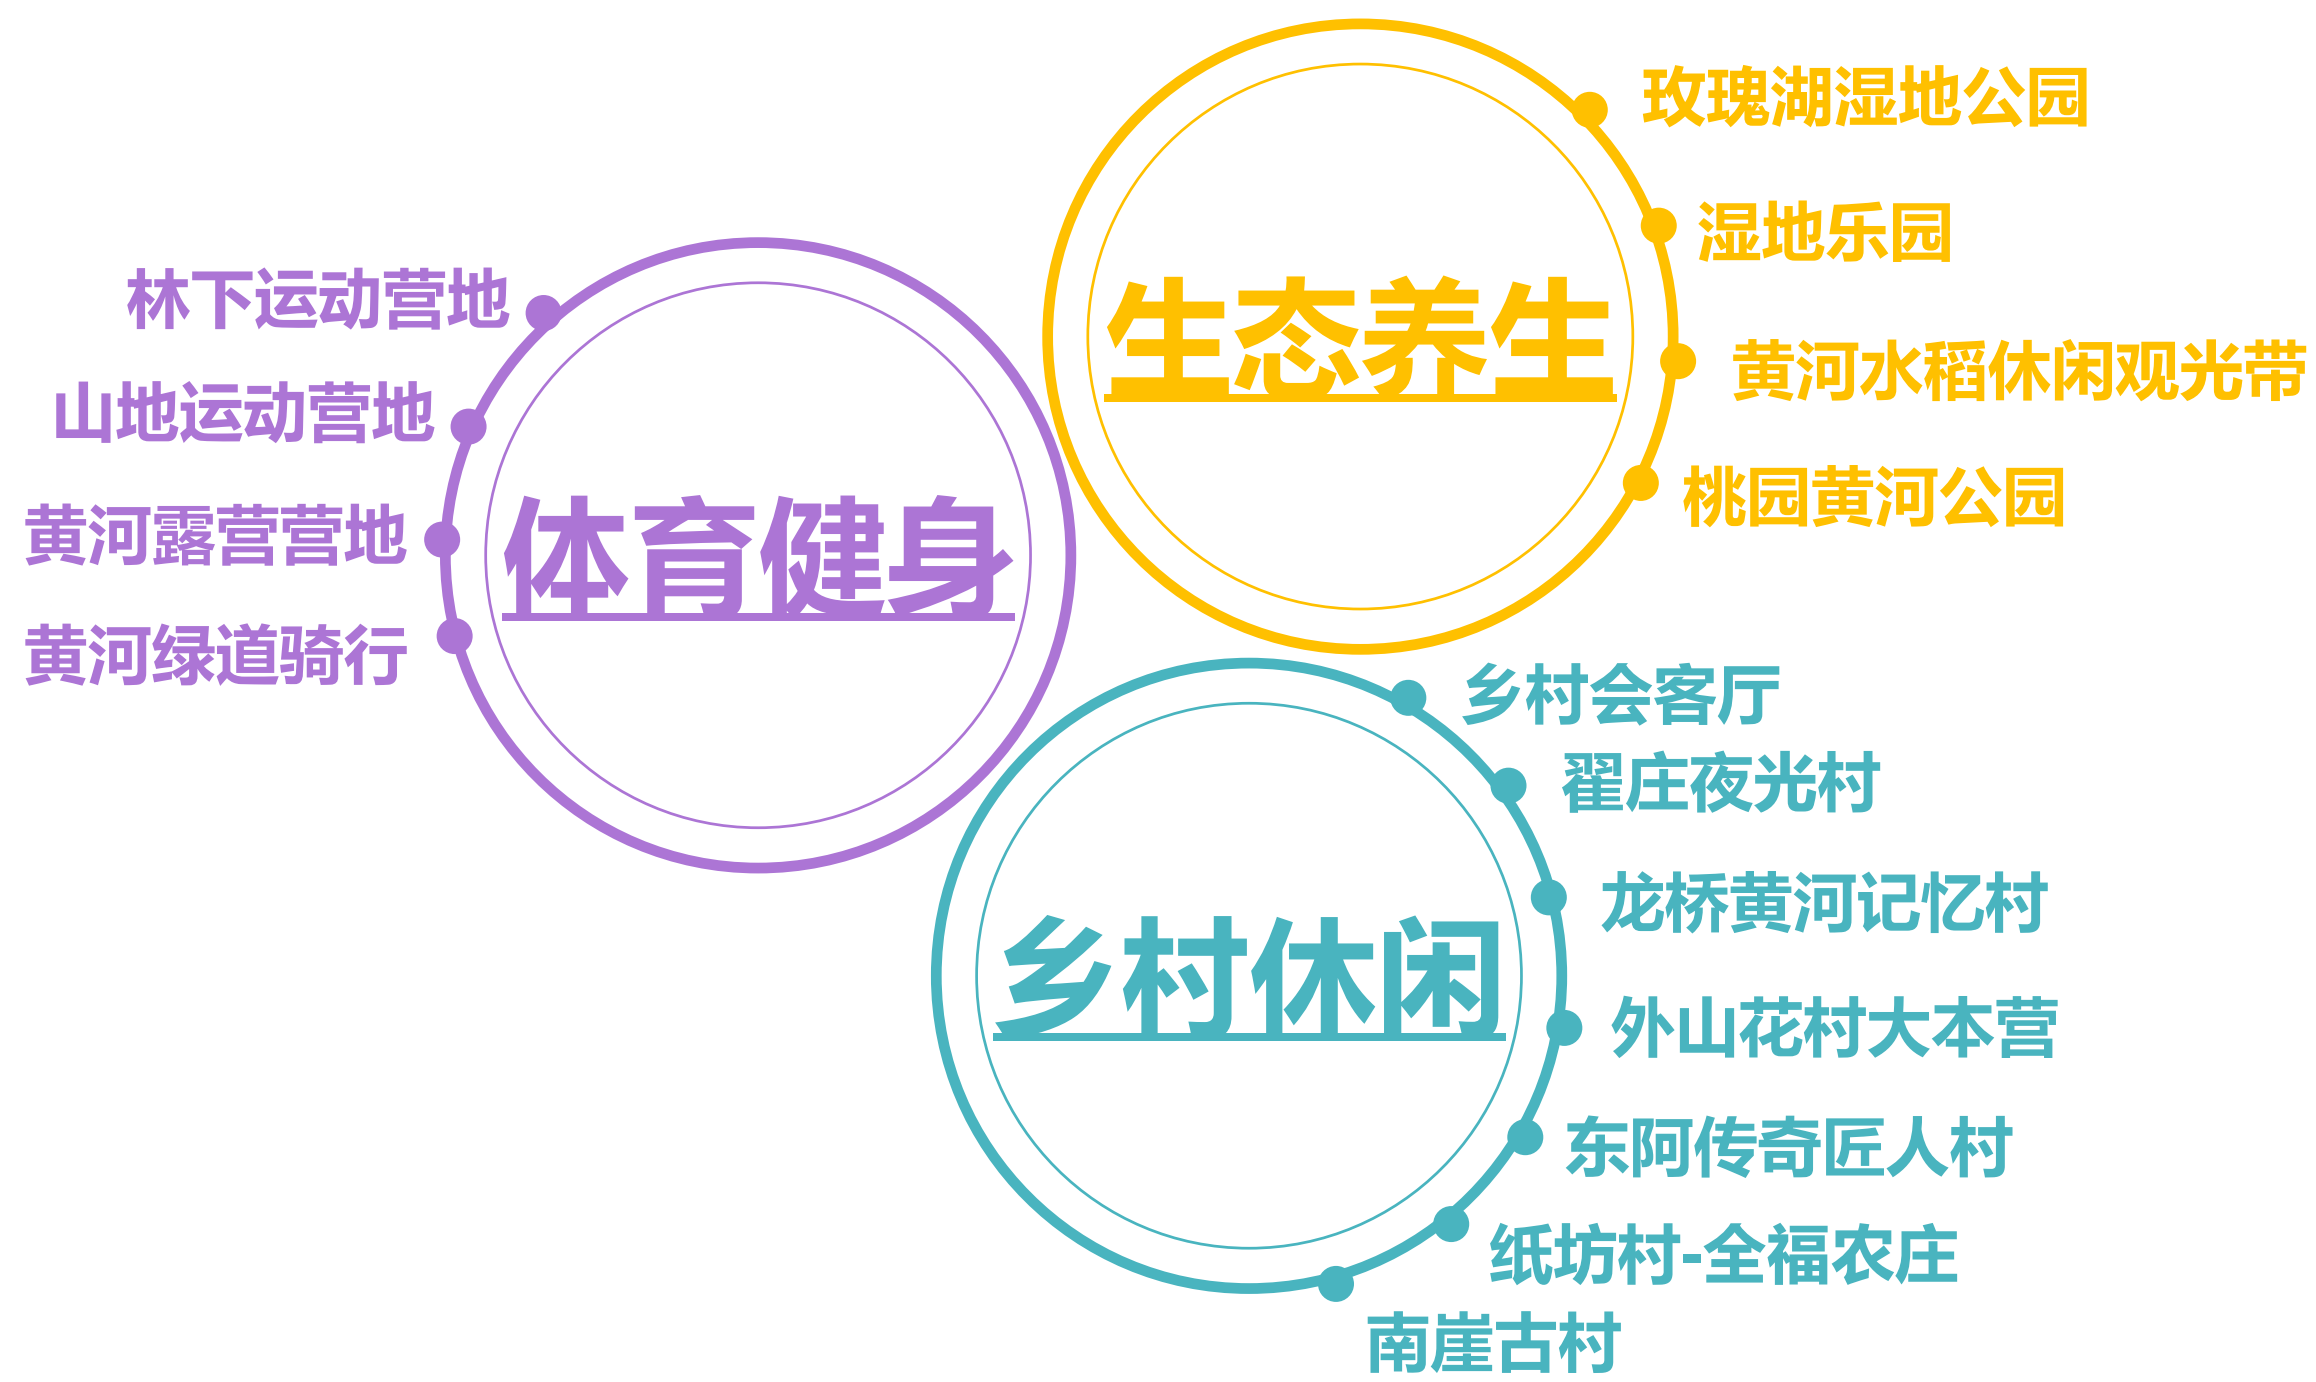 体育健身
林下运动营地
山地运动营地
黄河露营营地
黄河绿道骑行
生态养生
玫瑰湖湿地公园
湿地乐园
黄河水稻休闲观光带
桃园黄河公园
乡村休闲
乡村会客厅
翟庄夜光村
龙桥黄河记忆村
外山花村大本营
东阿传奇匠人村
纸坊村-全福农庄
南崖古村